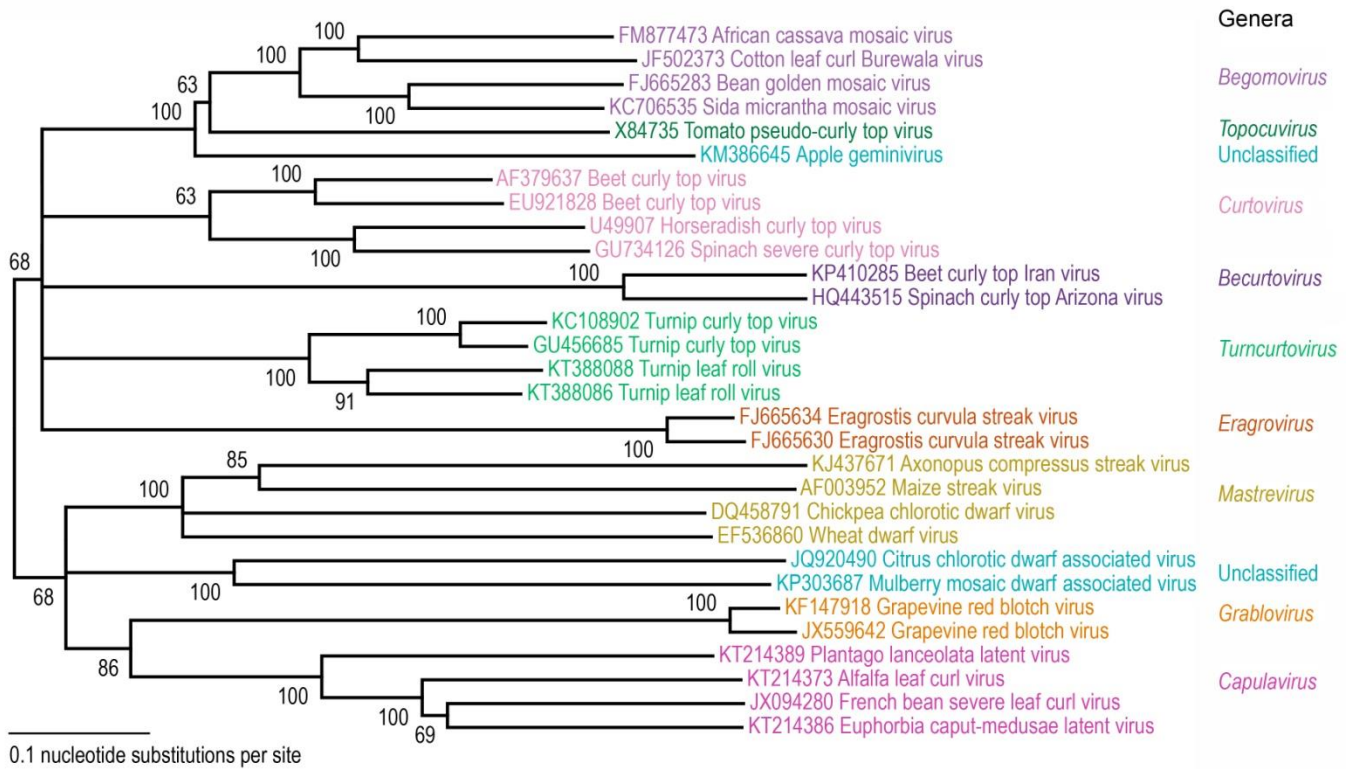 Genera
100
FM877473 African cassava mosaic virus
100
JF502373 Cotton leaf curl Burewala virus
63
FJ665283 Bean golden mosaic virus
Begomovirus
100
100
KC706535 Sida micrantha mosaic virus
X84735 Tomato pseudo-curly top virus
Topocuvirus
KM386645 Apple geminivirus
Unclassified
100
AF379637 Beet curly top virus
63
EU921828 Beet curly top virus
Curtovirus
U49907 Horseradish curly top virus
100
GU734126 Spinach severe curly top virus
68
100
KP410285 Beet curly top Iran virus
Becurtovirus
HQ443515 Spinach curly top Arizona virus
100
KC108902 Turnip curly top virus
GU456685 Turnip curly top virus
Turncurtovirus
100
KT388088 Turnip leaf roll virus
91
KT388086 Turnip leaf roll virus
FJ665634 Eragrostis curvula streak virus
Eragrovirus
100
FJ665630 Eragrostis curvula streak virus
85
KJ437671 Axonopus compressus streak virus
100
AF003952 Maize streak virus
Mastrevirus
DQ458791 Chickpea chlorotic dwarf virus
EF536860 Wheat dwarf virus
JQ920490 Citrus chlorotic dwarf associated virus
Unclassified
68
100
KP303687 Mulberry mosaic dwarf associated virus
100
KF147918 Grapevine red blotch virus
Grablovirus
JX559642 Grapevine red blotch virus
86
KT214389 Plantago lanceolata latent virus
100
KT214373 Alfalfa leaf curl virus
Capulavirus
100
JX094280 French bean severe leaf curl virus
69
KT214386 Euphorbia caput-medusae latent virus
0.1 nucleotide substitutions per site